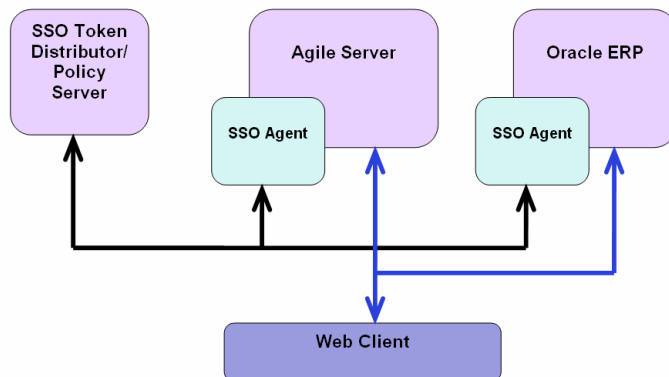 SSO Token
Distributor/
Policy
Server
Agile Server
Oracle ERP
SSO Agent
SSO Agent
Web Client